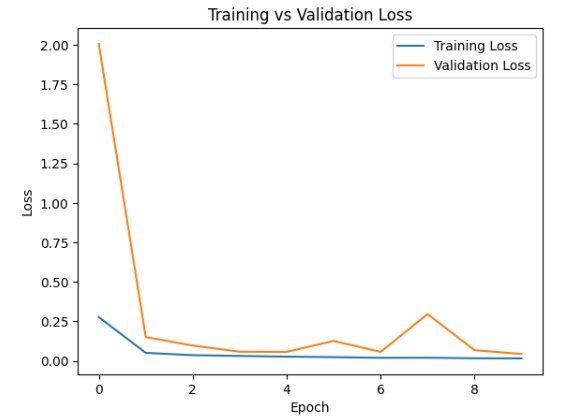 Training vs Validation Loss
Training Loss
Validation Loss
2.00
1.75
1.50
1.25
1.00
0.75
0.50
0.25
0.00
Loss
0 2 4 6 8
Epoch